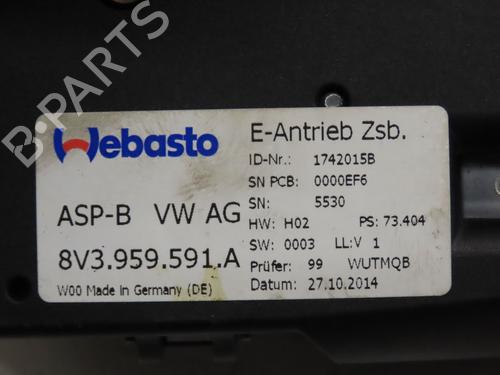 Webasto
E-Antrieb Zsb.
ID-Nr.: 1742015B
SN PCB: 0000EF6
SN: 5530
HW: H02 PS: 73.404
SW: 0003 LL:V 1
Prüfer: 99 WUTMQB
Datum: 27.10.2014
ASP-B VW AG
8V3.959.591.A
W00 Made in Germany (DE)
B-PARTS